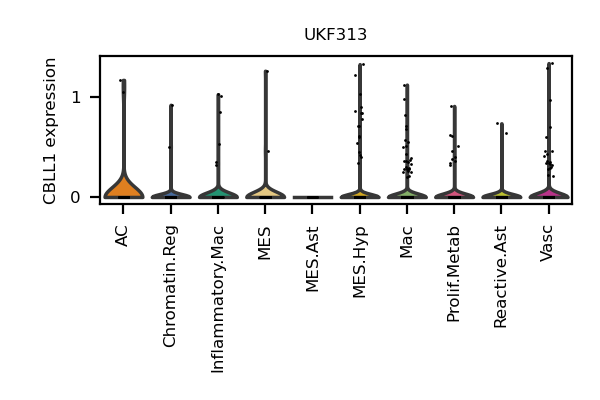 UKF313
CBLL1 expression
1
0
AC
Chromatin.Reg
Inflammatory.Mac
MES
MES.Ast
MES.Hyp
Mac
Prolif.Metab
Reactive.Ast
Vasc